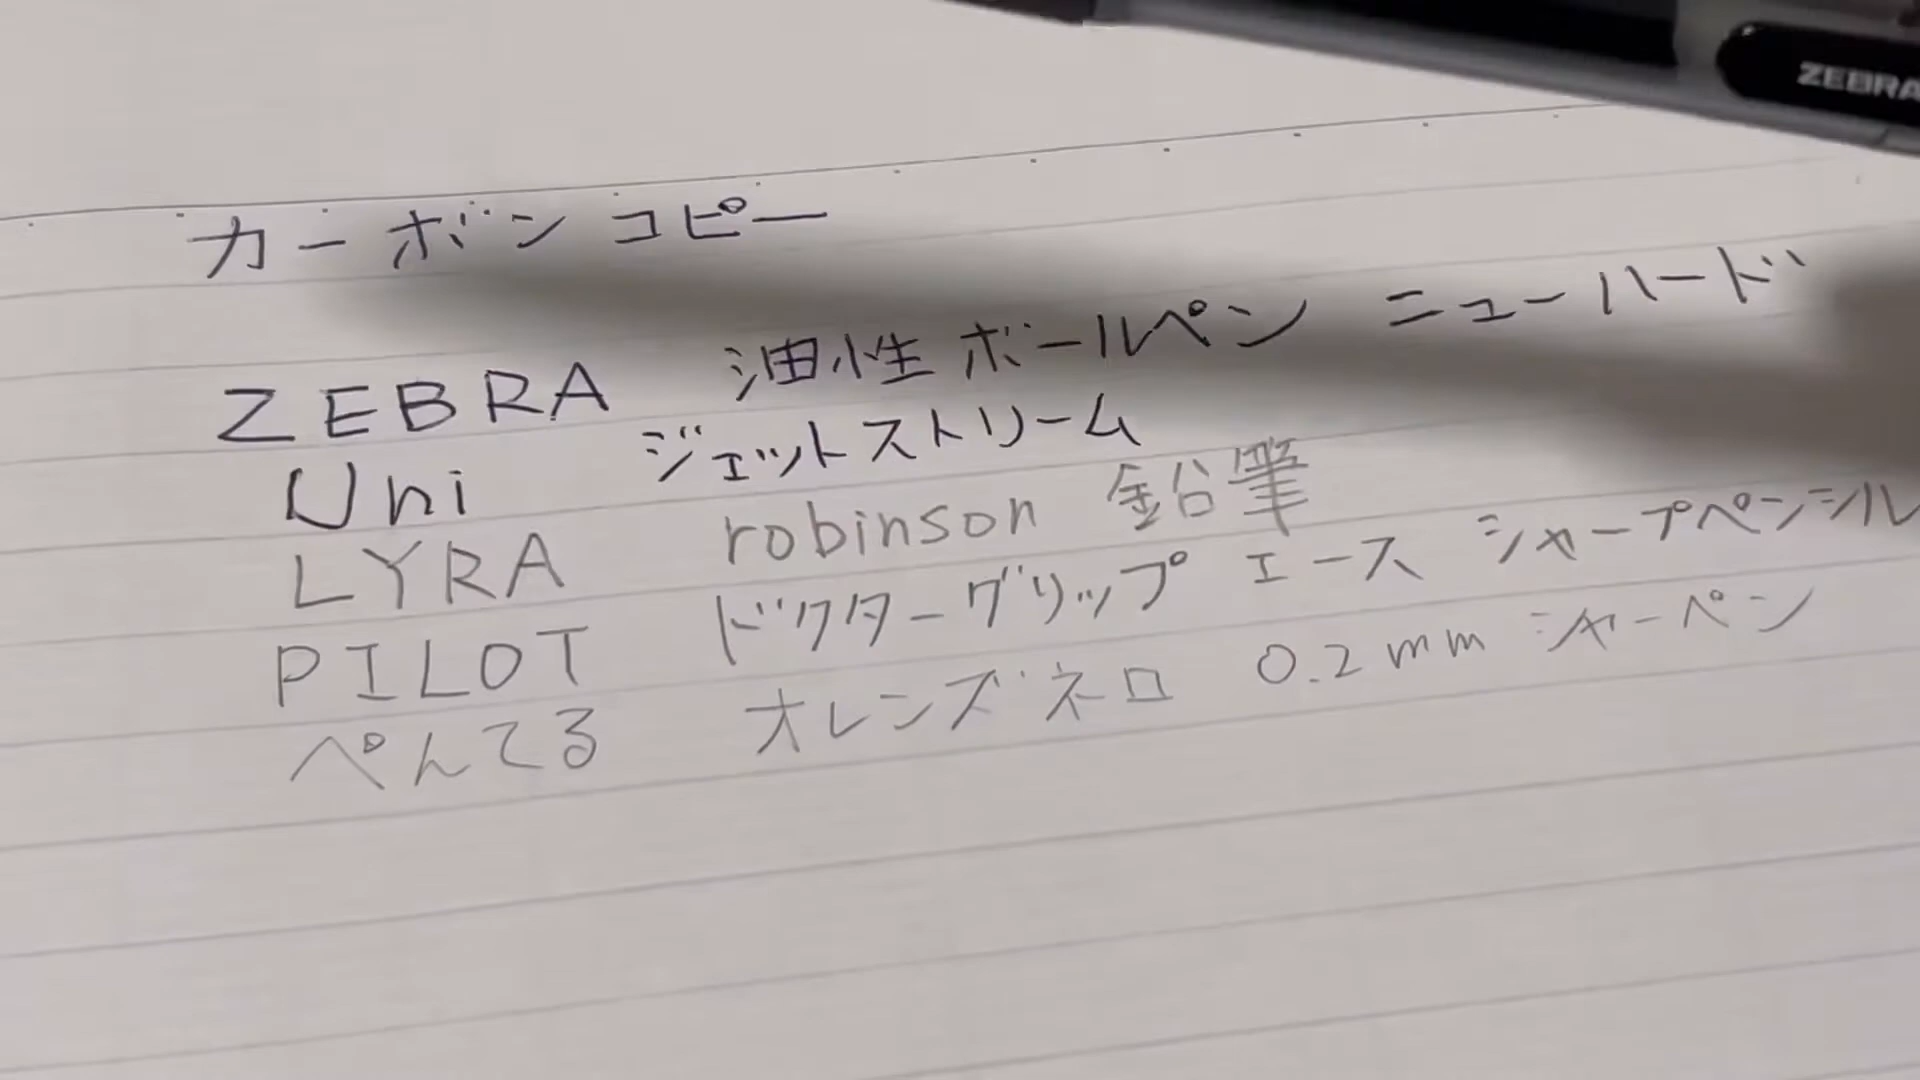 ZEBRA
カーボンコピー
ZEBRA 油性ボールペン ニューハード
Uni ジェットストリーム
LYRA robinson 鉛筆
PILOT ドクターグリップ エース シャープペンシル
ぺんてる オレンズネロ 0.2mm シャーペン